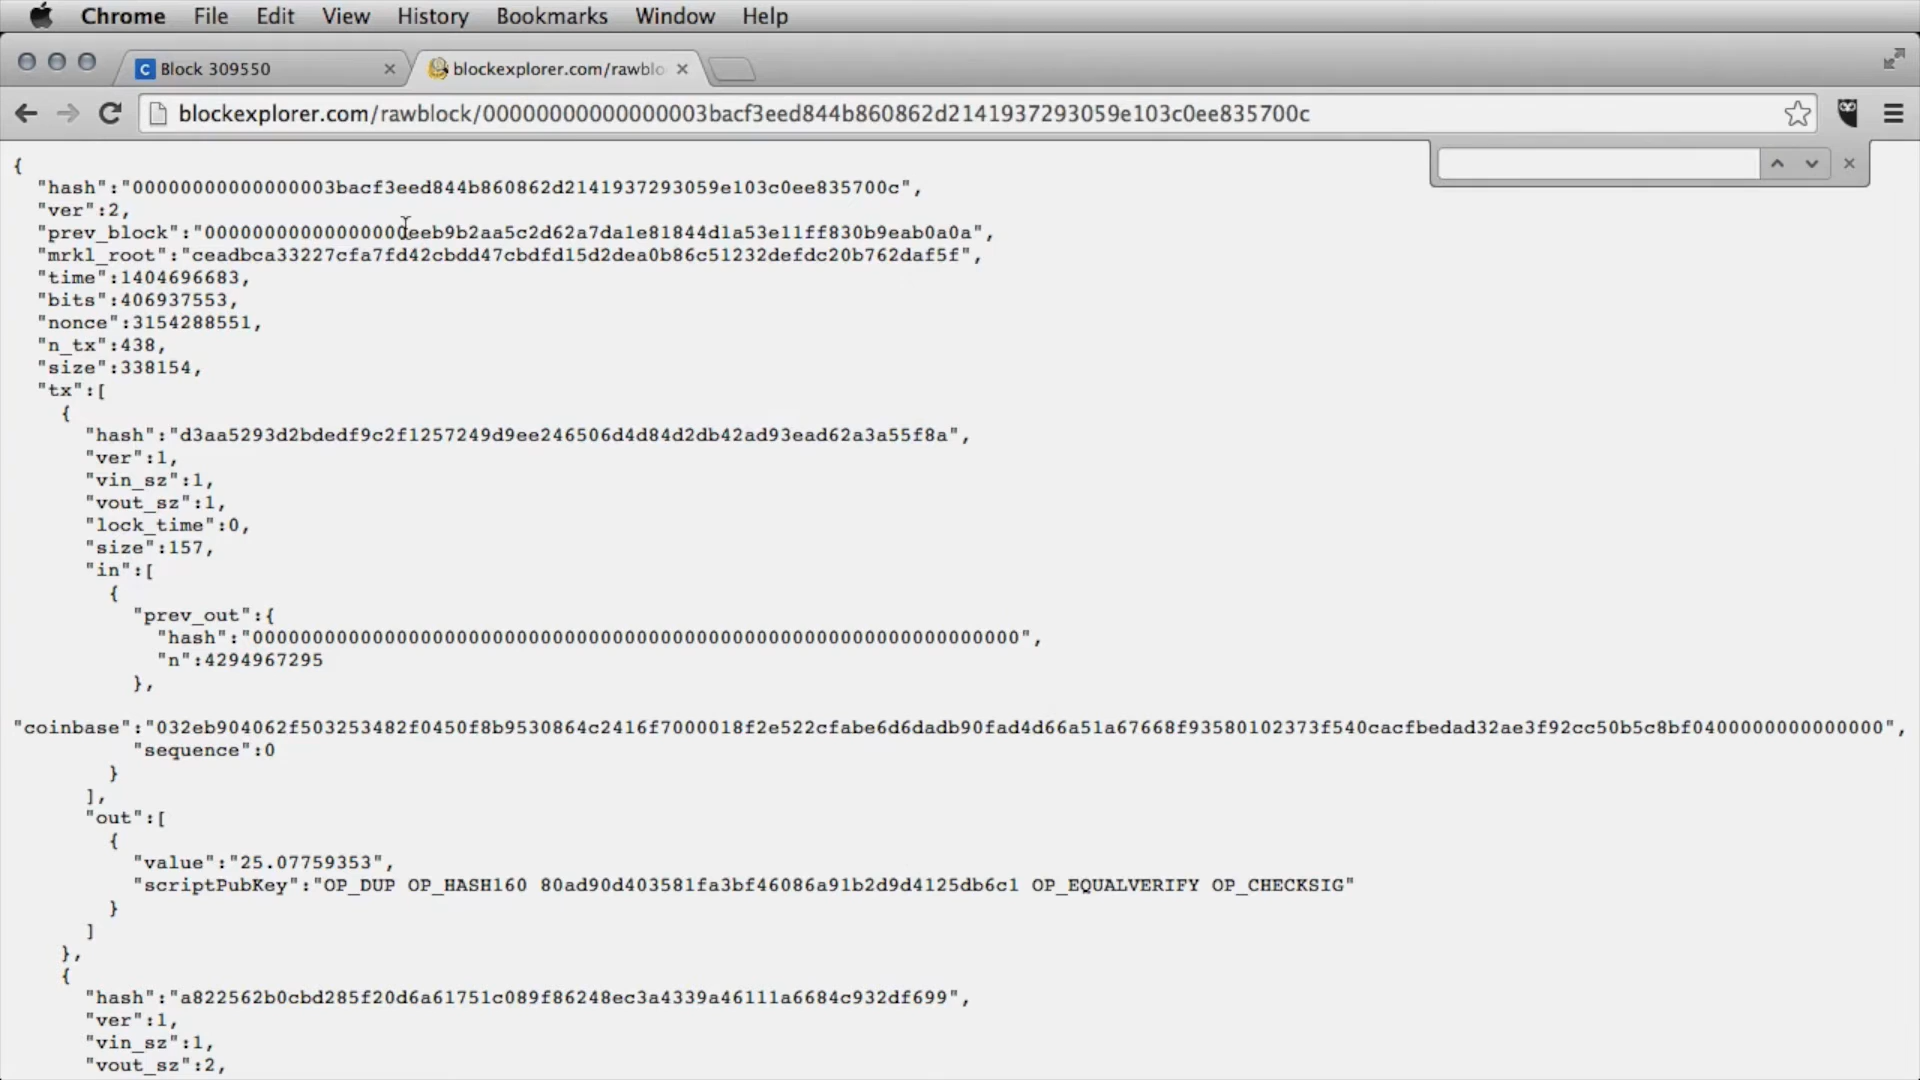 Chrome File Edit View History Bookmarks Window Help
Block 309550 blockexplorer.com/rawblo
blockexplorer.com/rawblock/00000000000000003bacf3eed844b860862d2141937293059e103c0ee835700c
{
"hash":"00000000000000003bacf3eed844b860862d2141937293059e103c0ee835700c",
"ver":2,
"prev_block":"00000000000000000eeb9b2aa5c2d62a7da1e81844d1a53e11ff830b9eab0a0a",
"mrkl_root":"ceadbca33227cfa7fd42cbdd47cbdfd15d2dea0b86c51232defdc20b762daf5f",
"time":1404696683,
"bits":406937553,
"nonce":3154288551,
"n_tx":438,
"size":338154,
"tx":[
{
"hash":"d3aa5293d2bdedf9c2f1257249d9ee246506d4d84d2db42ad93ead62a3a55f8a",
"ver":1,
"vin_sz":1,
"vout_sz":1,
"lock_time":0,
"size":157,
"in":[
{
"prev_out":{
"hash":"0000000000000000000000000000000000000000000000000000000000000000",
"n":4294967295
},
"coinbase":"032eb904062f503253482f0450f8b9530864c2416f7000018f2e522cfabe6d6dadb90fad4d66a51a67668f93580102373f540cacfbedad32ae3f92cc50b5c8bf0400000000000000",
"sequence":0
}
],
"out":[
{
"value":"25.07759353",
"scriptPubKey":"OP_DUP OP_HASH160 80ad90d403581fa3bf46086a91b2d9d4125db6c1 OP_EQUALVERIFY OP_CHECKSIG"
}
]
},
{
"hash":"a822562b0cbd285f20d6a61751c089f86248ec3a4339a46111a6684c932df699",
"ver":1,
"vin_sz":1,
"vout_sz":2,